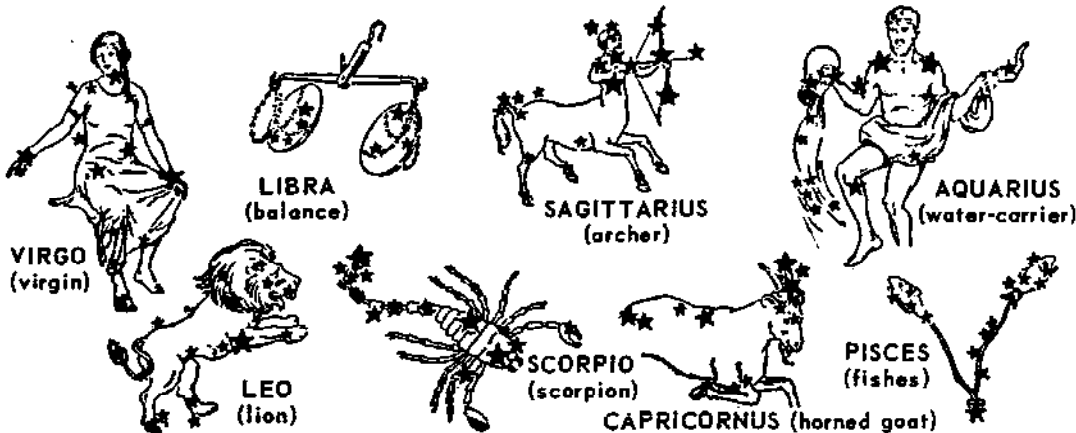 VIRGO
(virgin)
LIBRA
(balance)
SAGITTARIUS
(archer)
AQUARIUS
(water-carrier)
LEO
(lion)
SCORPIO
(scorpion)
CAPRICORNUS (horned goat)
PISCES
(fishes)